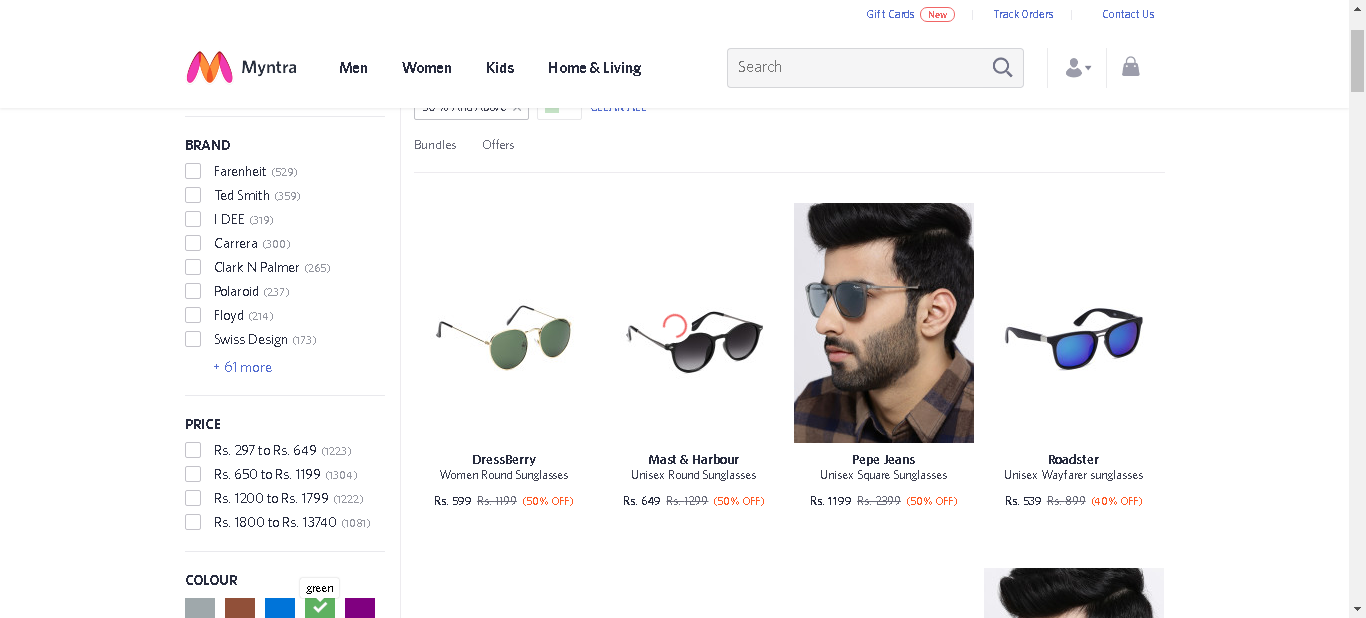 Gift Cards New Track Orders Contact Us
Myntra Men Women Kids Home & Living Search
50 % And Above CLEAR ALL
BRAND
Farenheit (529)
Ted Smith (359)
I DEE (319)
Carrera (300)
Clark N Palmer (265)
Polaroid (237)
Floyd (214)
Swiss Design (173)
+ 61 more
PRICE
Rs. 297 to Rs. 649 (1223)
Rs. 650 to Rs. 1199 (1304)
Rs. 1200 to Rs. 1799 (1222)
Rs. 1800 to Rs. 13740 (1081)
COLOUR
green
Bundles Offers
DressBerry
Women Round Sunglasses
Rs. 599 Rs. 1199 (50% OFF)
Mast & Harbour
Unisex Round Sunglasses
Rs. 649 Rs. 1299 (50% OFF)
Pepe Jeans
Unisex Square Sunglasses
Rs. 1199 Rs. 2399 (50% OFF)
Roadster
Unisex Wayfarer sunglasses
Rs. 539 Rs. 899 (40% OFF)